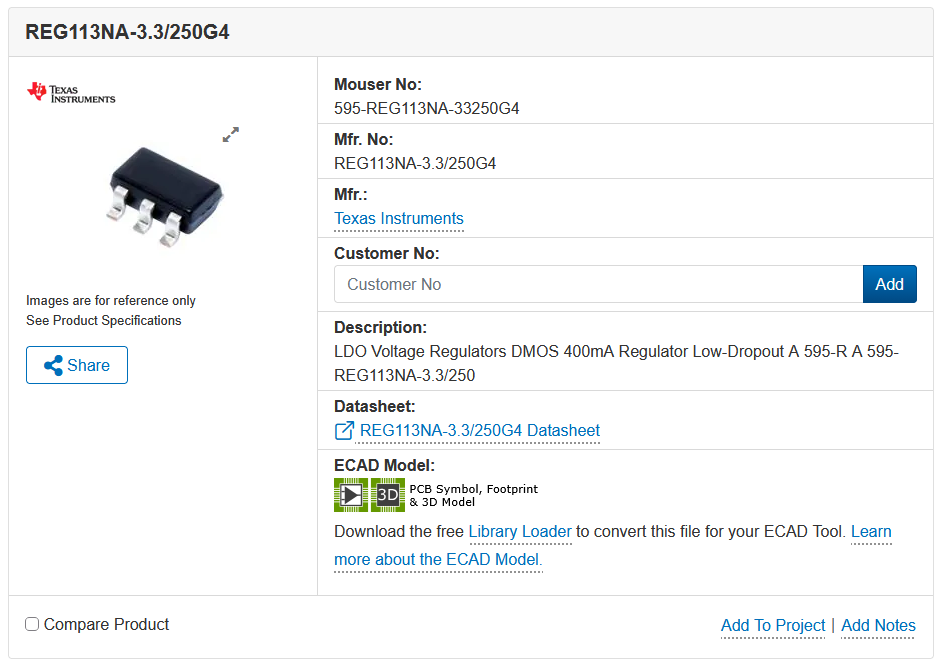 REG113NA-3.3/250G4
TEXAS
INSTRUMENTS
Images are for reference only
See Product Specifications
Share
Mouser No:
595-REG113NA-33250G4
Mfr. No:
REG113NA-3.3/250G4
Mfr.:
Texas Instruments
Customer No:
Customer No
Add
Description:
LDO Voltage Regulators DMOS 400mA Regulator Low-Dropout A 595-R A 595-
REG113NA-3.3/250
Datasheet:
REG113NA-3.3/250G4 Datasheet
ECAD Model:
3D
PCB Symbol, Footprint
& 3D Model
Download the free Library Loader to convert this file for your ECAD Tool. Learn
more about the ECAD Model.
Compare Product
Add To Project | Add Notes